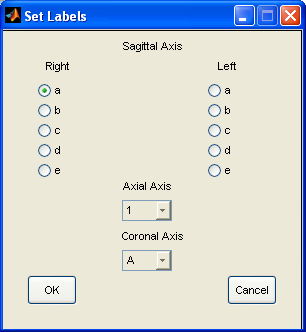 Set Labels
Sagittal Axis
Right Left
a a
b b
c c
d d
e e
Axial Axis
1
Coronal Axis
A
OK Cancel